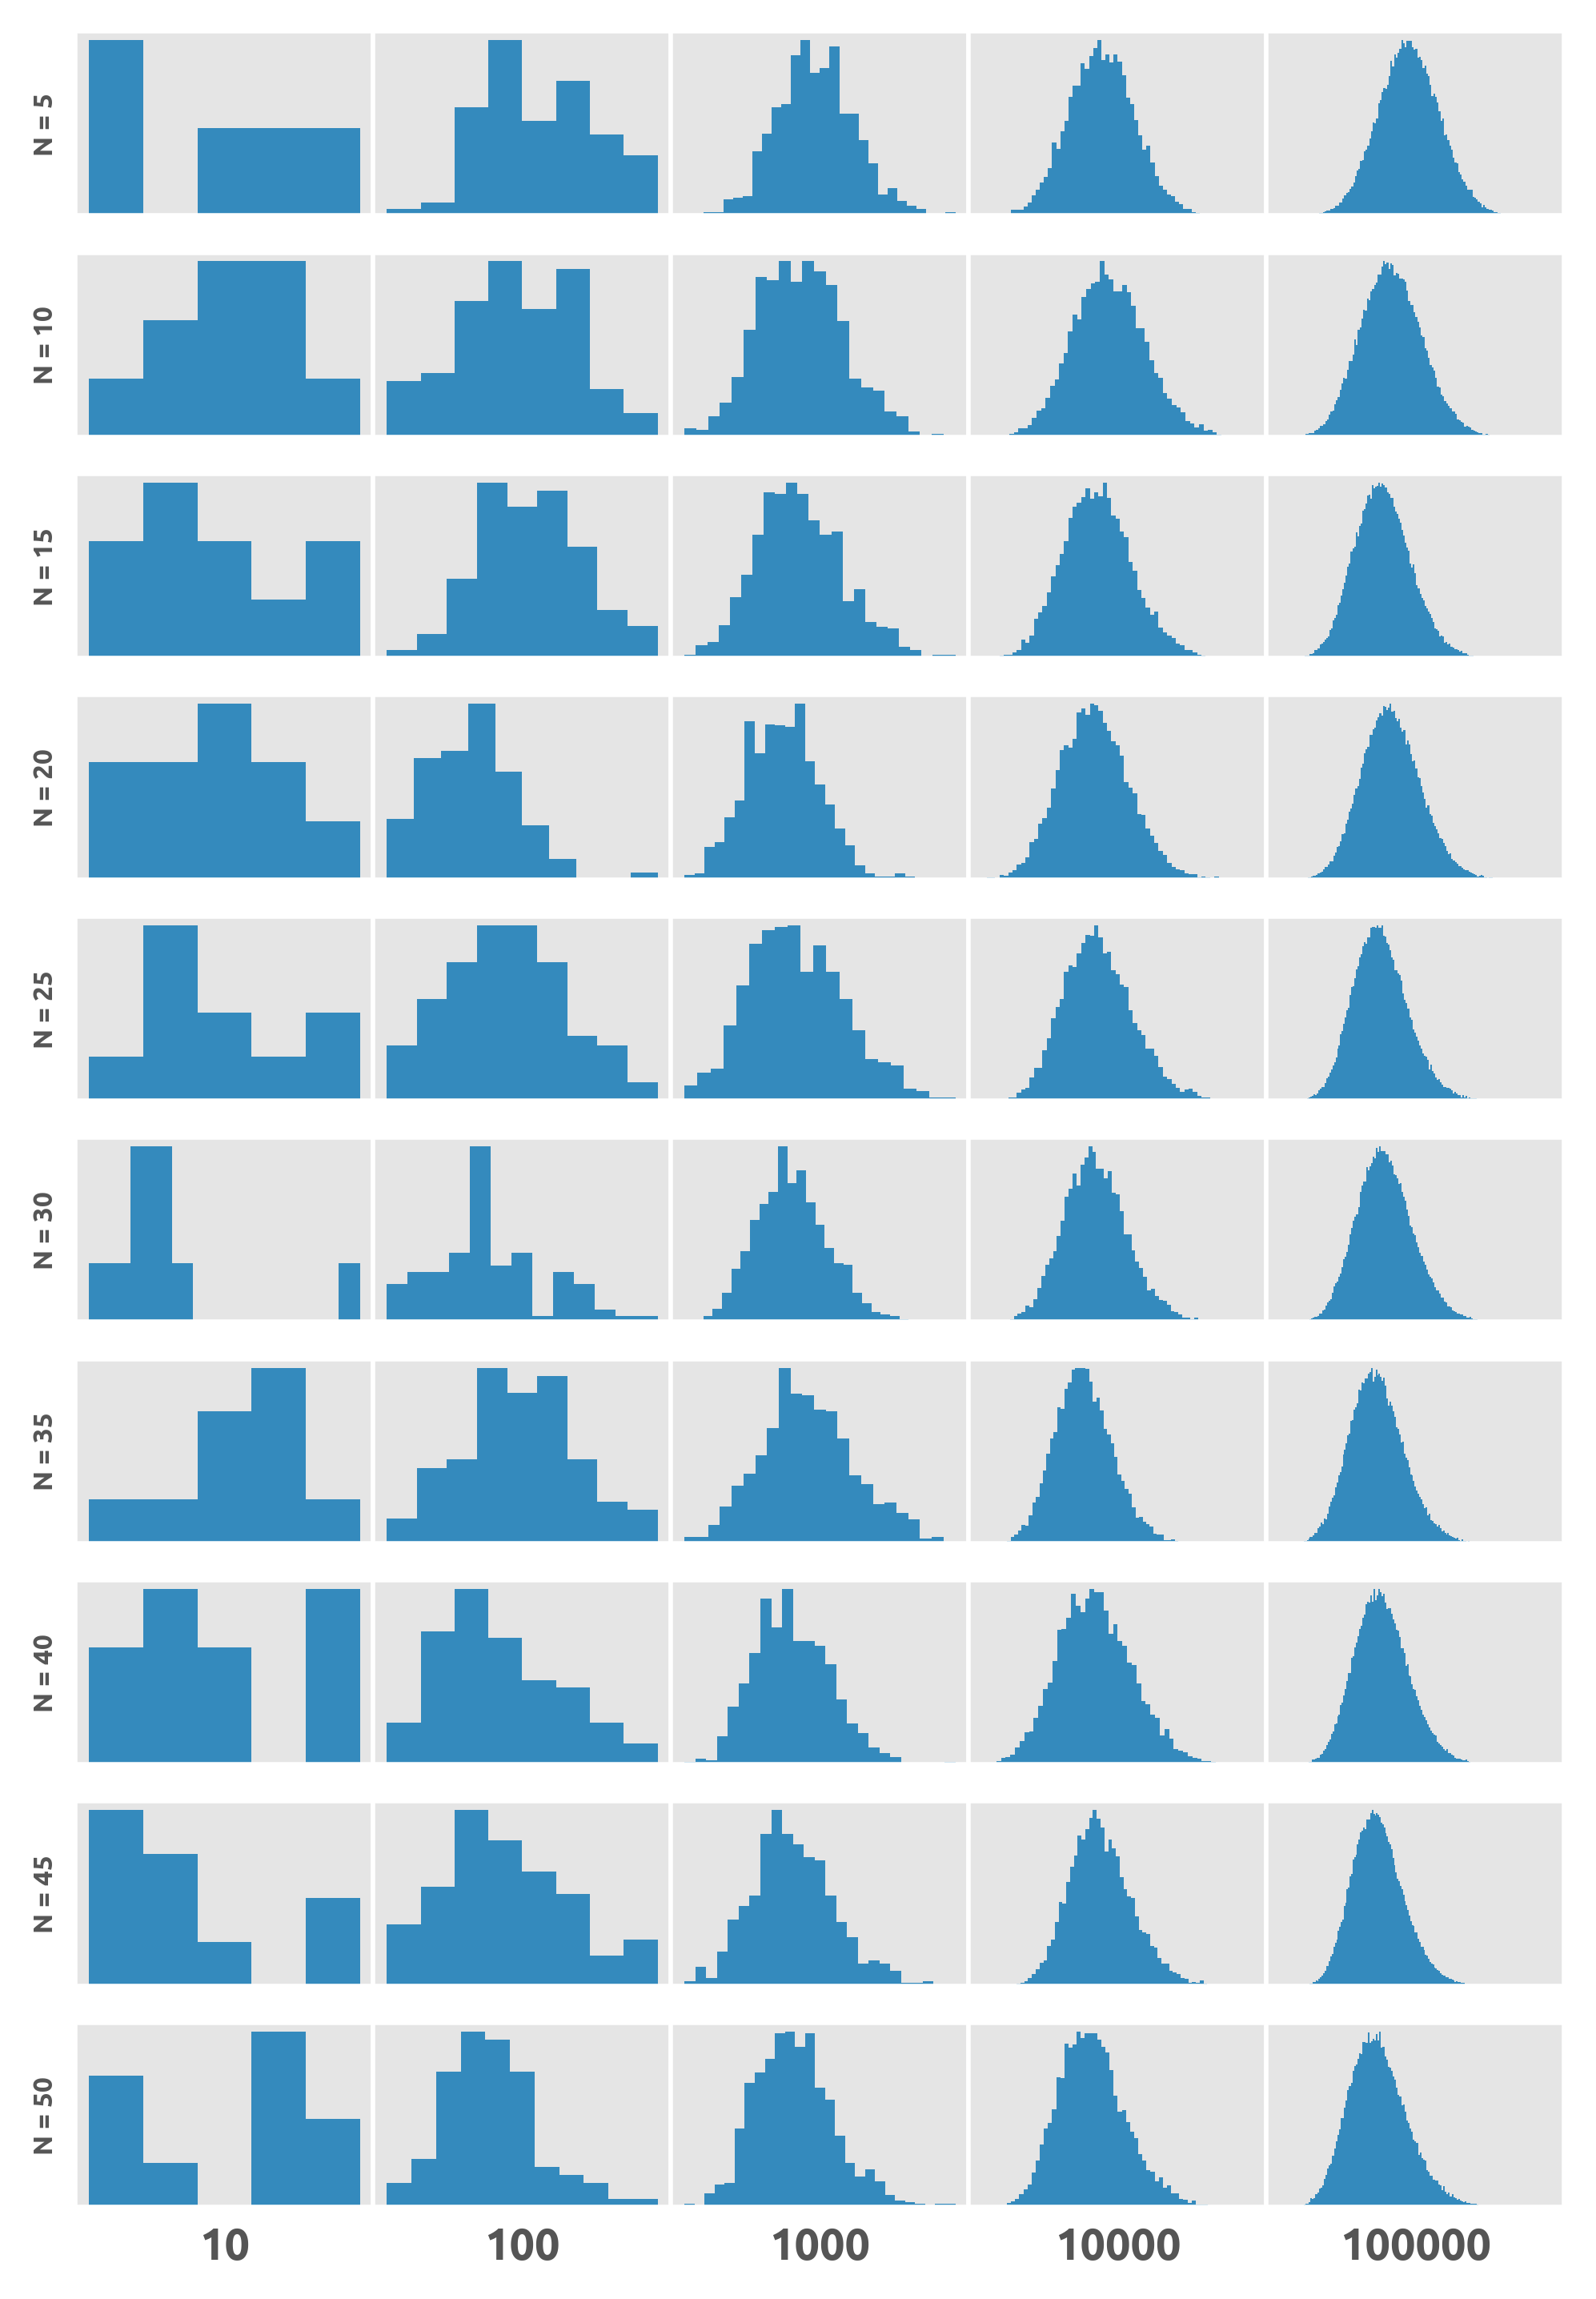 N = 5
N = 10
N = 15
N = 20
N = 25
N = 30
N = 35
N = 40
N = 45
N = 50
10 100 1000 10000 100000